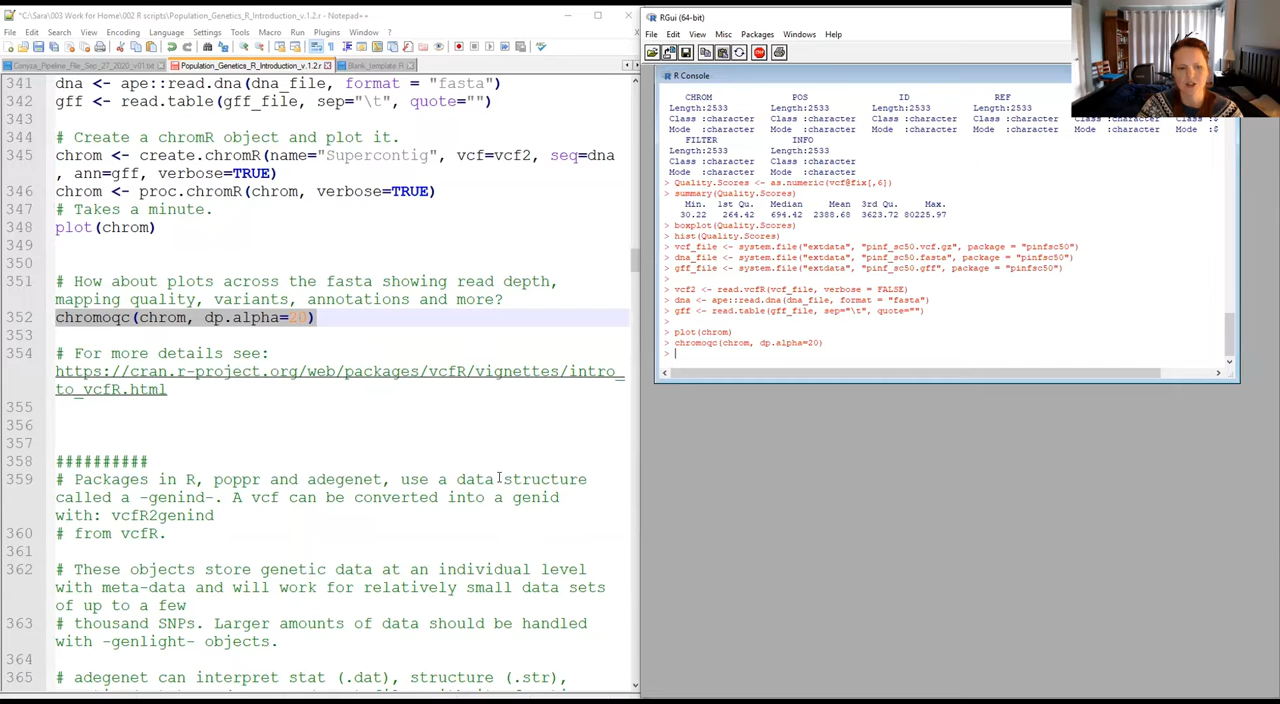 *C:\Sara\003 Work for Home\002 R scripts\Population_Genetics_R_Introduction_v.1.2.r - Notepad++
File Edit Search View Encoding Language Settings Tools Macro Run Plugins Window ?
Conyza_Pipeline_File_Sep_27_2020_v01.txt Population_Genetics_R_Introduction_v.1.2.r Blank_template.R
341 dna <- ape::read.dna(dna_file, format = "fasta")
342 gff <- read.table(gff_file, sep="\t", quote="")
343
344 # Create a chromR object and plot it.
345 chrom <- create.chromR(name="Supercontig", vcf=vcf2, seq=dna
, ann=gff, verbose=TRUE)
346 chrom <- proc.chromR(chrom, verbose=TRUE)
347 # Takes a minute.
348 plot(chrom)
349
350
351 # How about plots across the fasta showing read depth,
mapping quality, variants, annotations and more?
352 chromoqc(chrom, dp.alpha=20)
353
354 # For more details see:
https://cran.r-project.org/web/packages/vcfR/vignettes/intro_
to_vcfR.html
355
356
357
358 ##########
359 # Packages in R, poppr and adegenet, use a data structure
called a -genind-. A vcf can be converted into a genid
with: vcfR2genind
360 # from vcfR.
361
362 # These objects store genetic data at an individual level
with meta-data and will work for relatively small data sets
of up to a few
363 # thousand SNPs. Larger amounts of data should be handled
with -genlight- objects.
364
365 # adegenet can interpret stat (.dat), structure (.str),
RGui (64-bit)
File Edit View Misc Packages Windows Help
R Console
CHROM POS ID REF
Length:2533 Length:2533 Length:2533 Length:2533
Class :character Class :character Class :character Class :character
Mode :character Mode :character Mode :character Mode :character Mode :character Mode :$
FILTER INFO
Length:2533 Length:2533
Class :character Class :character
Mode :character Mode :character
> Quality.Scores <- as.numeric(vcf@fix[,6])
> summary(Quality.Scores)
Min. 1st Qu. Median Mean 3rd Qu. Max.
30.22 264.42 694.42 2388.68 3623.72 80225.97
> boxplot(Quality.Scores)
> hist(Quality.Scores)
> vcf_file <- system.file("extdata", "pinf_sc50.vcf.gz", package = "pinfsc50")
> dna_file <- system.file("extdata", "pinf_sc50.fasta", package = "pinfsc50")
> gff_file <- system.file("extdata", "pinf_sc50.gff", package = "pinfsc50")
>
> vcf2 <- read.vcfR(vcf_file, verbose = FALSE)
> dna <- ape::read.dna(dna_file, format = "fasta")
> gff <- read.table(gff_file, sep="\t", quote="")
>
> plot(chrom)
> chromoqc(chrom, dp.alpha=20)
>